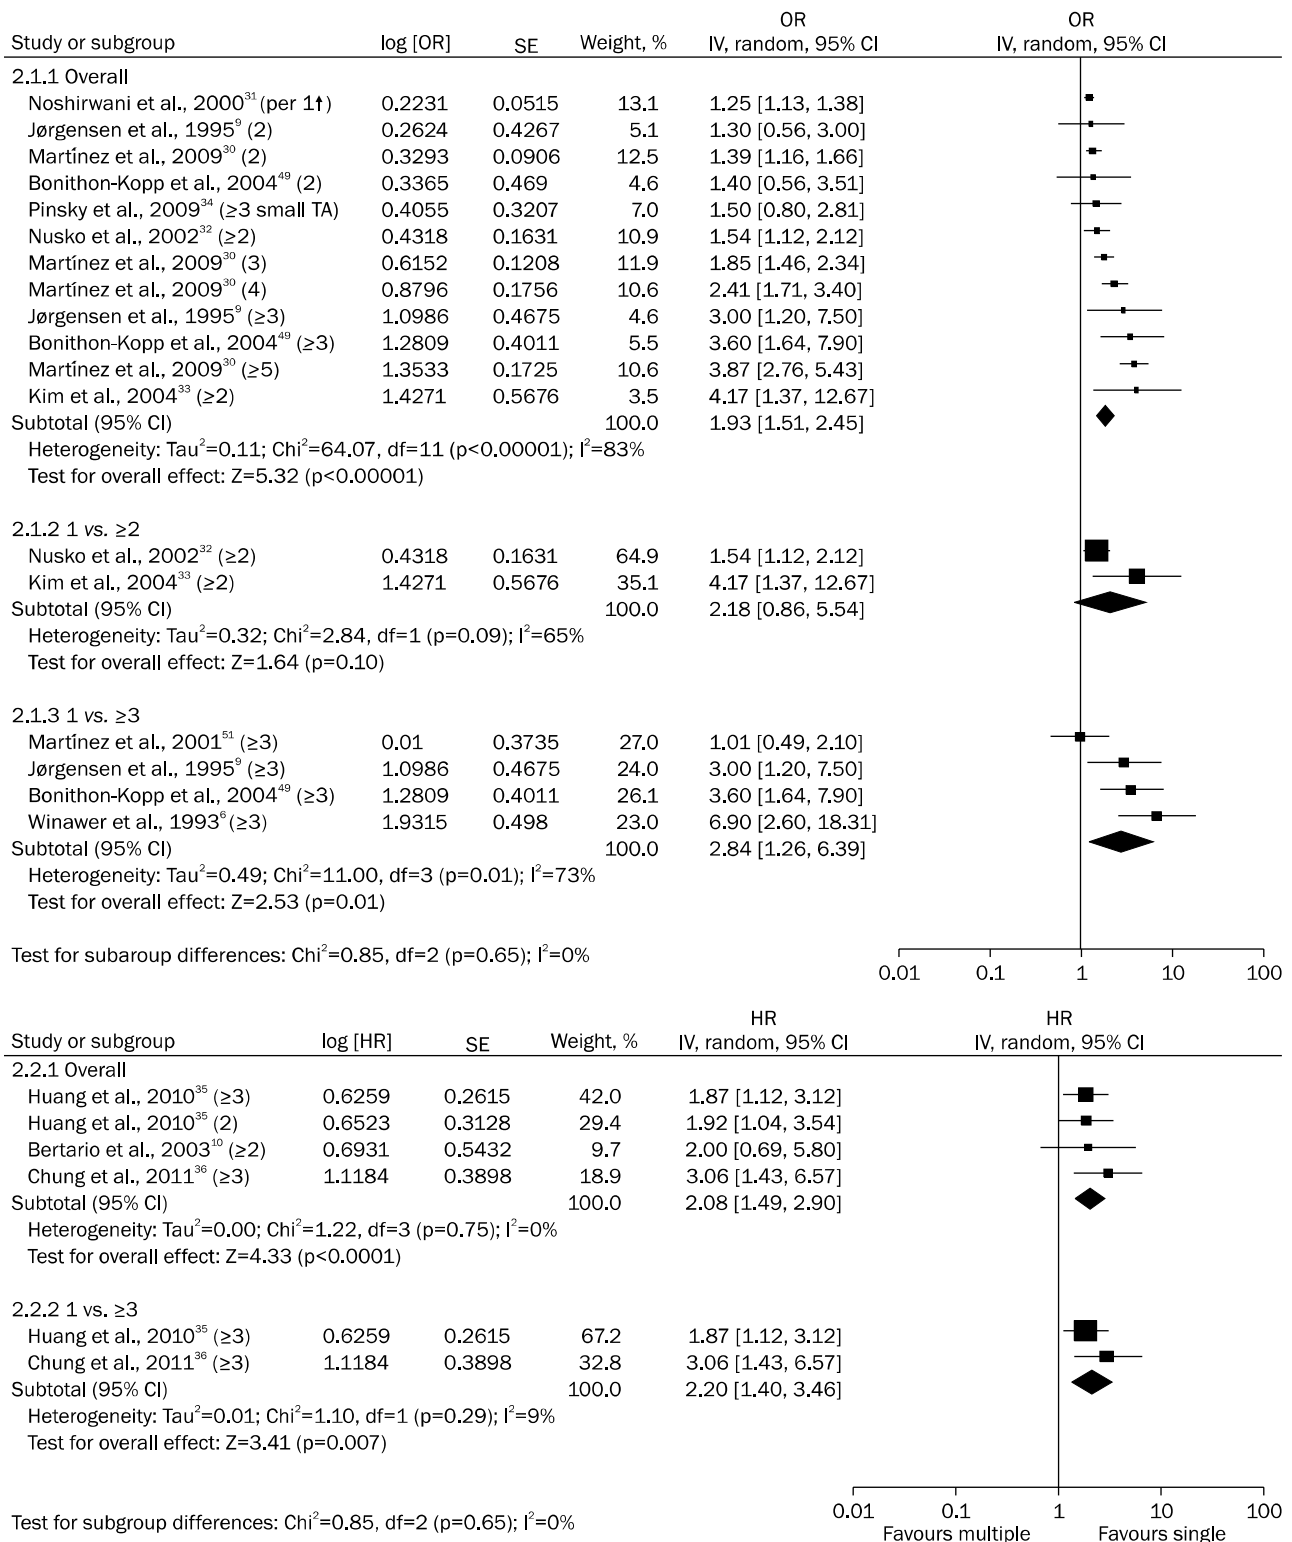 OR OR
Study or subgroup log [OR] SE Weight, % IV, random, 95% CI IV, random, 95% CI
2.1.1 Overall
Noshirwani et al., 2000³¹ (per 1↑) 0.2231 0.0515 13.1 1.25 [1.13, 1.38]
Jørgensen et al., 1995⁹ (2) 0.2624 0.4267 5.1 1.30 [0.56, 3.00]
Martínez et al., 2009³⁰ (2) 0.3293 0.0906 12.5 1.39 [1.16, 1.66]
Bonithon-Kopp et al., 2004⁴⁹ (2) 0.3365 0.469 4.6 1.40 [0.56, 3.51]
Pinsky et al., 2009³⁴ (≥3 small TA) 0.4055 0.3207 7.0 1.50 [0.80, 2.81]
Nusko et al., 2002³² (≥2) 0.4318 0.1631 10.9 1.54 [1.12, 2.12]
Martínez et al., 2009³⁰ (3) 0.6152 0.1208 11.9 1.85 [1.46, 2.34]
Martínez et al., 2009³⁰ (4) 0.8796 0.1756 10.6 2.41 [1.71, 3.40]
Jørgensen et al., 1995⁹ (≥3) 1.0986 0.4675 4.6 3.00 [1.20, 7.50]
Bonithon-Kopp et al., 2004⁴⁹ (≥3) 1.2809 0.4011 5.5 3.60 [1.64, 7.90]
Martínez et al., 2009³⁰ (≥5) 1.3533 0.1725 10.6 3.87 [2.76, 5.43]
Kim et al., 2004³³ (≥2) 1.4271 0.5676 3.5 4.17 [1.37, 12.67]
Subtotal (95% CI) 100.0 1.93 [1.51, 2.45]
Heterogeneity: Tau²=0.11; Chi²=64.07, df=11 (p<0.00001); I²=83%
Test for overall effect: Z=5.32 (p<0.00001)
2.1.2 1 vs. ≥2
Nusko et al., 2002³² (≥2) 0.4318 0.1631 64.9 1.54 [1.12, 2.12]
Kim et al., 2004³³ (≥2) 1.4271 0.5676 35.1 4.17 [1.37, 12.67]
Subtotal (95% CI) 100.0 2.18 [0.86, 5.54]
Heterogeneity: Tau²=0.32; Chi²=2.84, df=1 (p=0.09); I²=65%
Test for overall effect: Z=1.64 (p=0.10)
2.1.3 1 vs. ≥3
Martínez et al., 2001⁵¹ (≥3) 0.01 0.3735 27.0 1.01 [0.49, 2.10]
Jørgensen et al., 1995⁹ (≥3) 1.0986 0.4675 24.0 3.00 [1.20, 7.50]
Bonithon-Kopp et al., 2004⁴⁹ (≥3) 1.2809 0.4011 26.1 3.60 [1.64, 7.90]
Winawer et al., 1993⁶ (≥3) 1.9315 0.498 23.0 6.90 [2.60, 18.31]
Subtotal (95% CI) 100.0 2.84 [1.26, 6.39]
Heterogeneity: Tau²=0.49; Chi²=11.00, df=3 (p=0.01); I²=73%
Test for overall effect: Z=2.53 (p=0.01)
Test for subaroup differences: Chi²=0.85, df=2 (p=0.65); I²=0%
0.01 0.1 1 10 100
HR HR
Study or subgroup log [HR] SE Weight, % IV, random, 95% CI IV, random, 95% CI
2.2.1 Overall
Huang et al., 2010³⁵ (≥3) 0.6259 0.2615 42.0 1.87 [1.12, 3.12]
Huang et al., 2010³⁵ (2) 0.6523 0.3128 29.4 1.92 [1.04, 3.54]
Bertario et al., 2003¹⁰ (≥2) 0.6931 0.5432 9.7 2.00 [0.69, 5.80]
Chung et al., 2011³⁶ (≥3) 1.1184 0.3898 18.9 3.06 [1.43, 6.57]
Subtotal (95% CI) 100.0 2.08 [1.49, 2.90]
Heterogeneity: Tau²=0.00; Chi²=1.22, df=3 (p=0.75); I²=0%
Test for overall effect: Z=4.33 (p<0.0001)
2.2.2 1 vs. ≥3
Huang et al., 2010³⁵ (≥3) 0.6259 0.2615 67.2 1.87 [1.12, 3.12]
Chung et al., 2011³⁶ (≥3) 1.1184 0.3898 32.8 3.06 [1.43, 6.57]
Subtotal (95% CI) 100.0 2.20 [1.40, 3.46]
Heterogeneity: Tau²=0.01; Chi²=1.10, df=1 (p=0.29); I²=9%
Test for overall effect: Z=3.41 (p=0.007)
0.01 0.1 1 10 100
Test for subgroup differences: Chi²=0.85, df=2 (p=0.65); I²=0%
Favours multiple Favours single